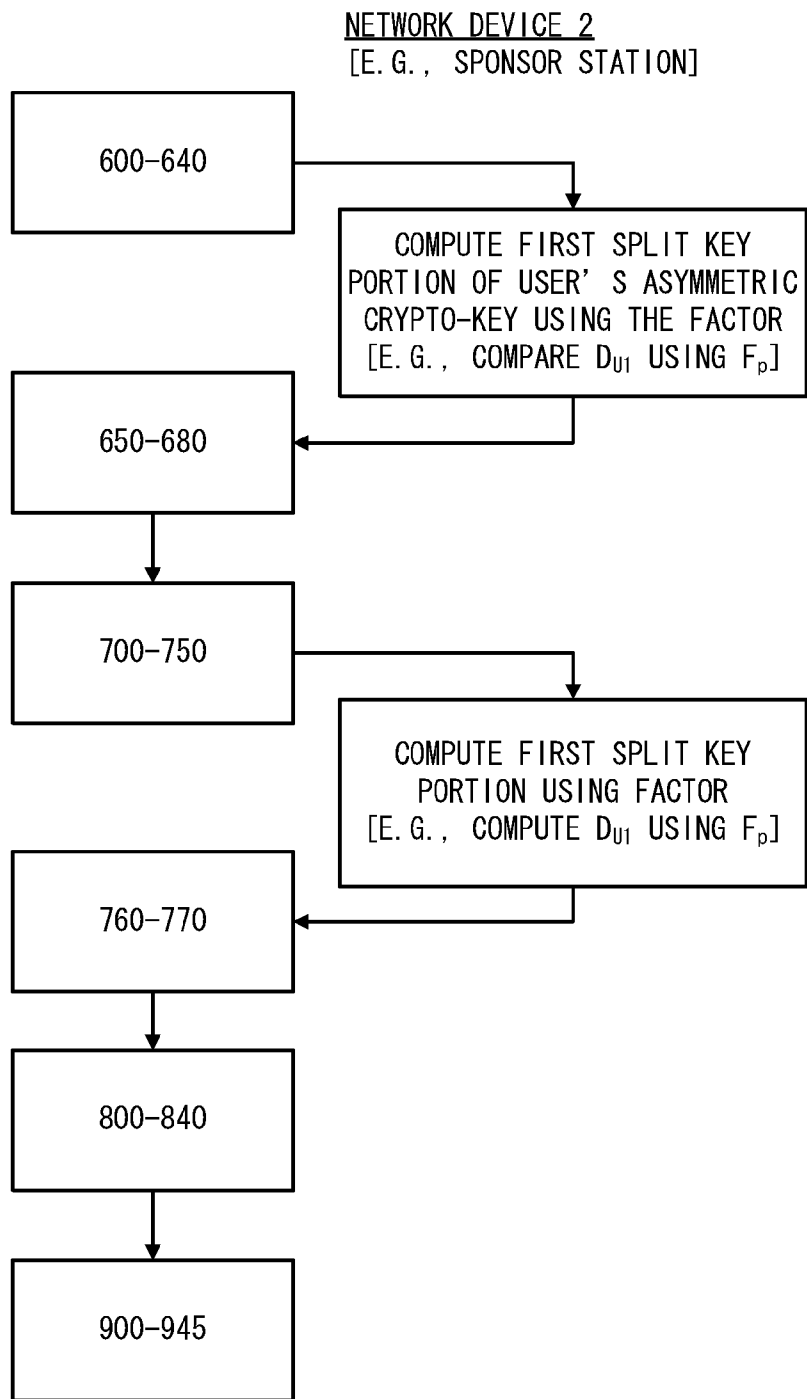 NETWORK DEVICE 2
[E.G., SPONSOR STATION]
600-640
COMPUTE FIRST SPLIT KEY
PORTION OF USER'S ASYMMETRIC
CRYPTO-KEY USING THE FACTOR
[E.G., COMPARE DU1 USING Fp]
650-680
700-750
COMPUTE FIRST SPLIT KEY
PORTION USING FACTOR
[E.G., COMPUTE DU1 USING Fp]
760-770
800-840
900-945